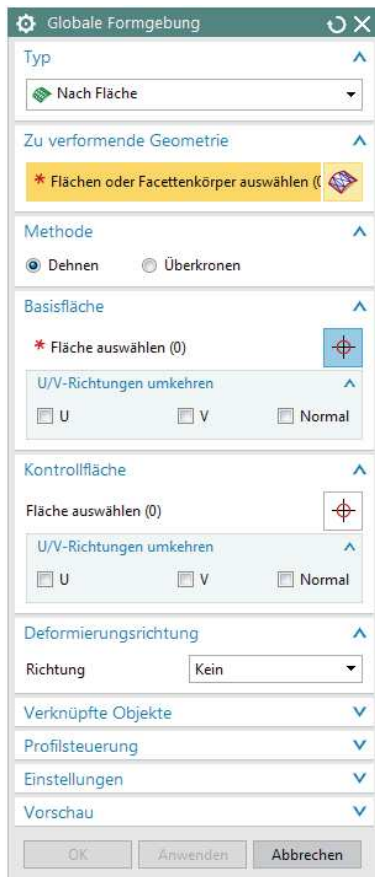 Globale Formgebung
Typ
Nach Fläche
Zu verformende Geometrie
* Flächen oder Facettenkörper auswählen (0
Methode
Dehnen Überkronen
Basisfläche
* Fläche auswählen (0)
U/V-Richtungen umkehren
U V Normal
Kontrollfläche
Fläche auswählen (0)
U/V-Richtungen umkehren
U V Normal
Deformierungsrichtung
Richtung Kein
Verknüpfte Objekte
Profilsteuerung
Einstellungen
Vorschau
OK Anwenden Abbrechen